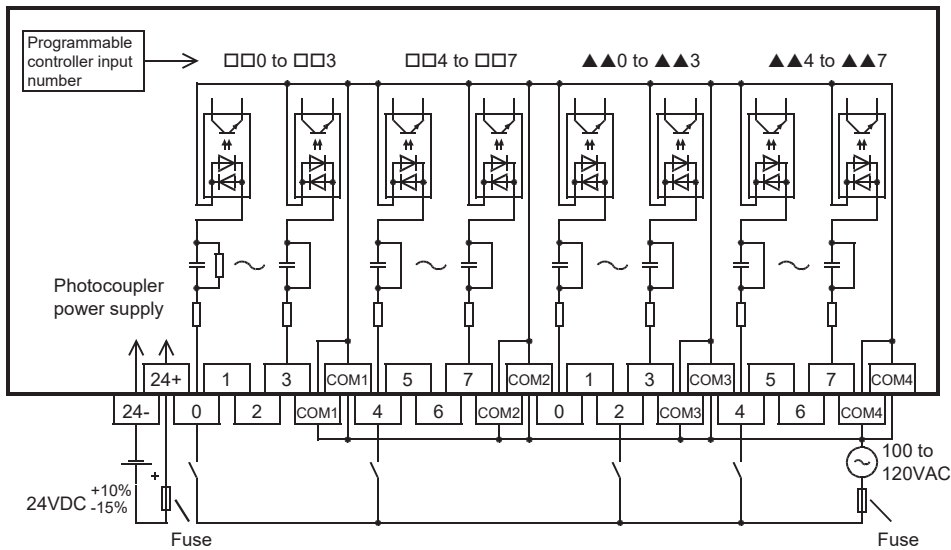 Programmable
controller input
number
□□0 to □□3
□□4 to □□7
▲▲0 to ▲▲3
▲▲4 to ▲▲7
Photocoupler
power supply
24+
1
3
COM1
5
7
COM2
1
3
COM3
5
7
COM4
24-
0
2
COM1
4
6
COM2
0
2
COM3
4
6
COM4
100 to
120VAC
+
24VDC +10%
-15%
Fuse
Fuse